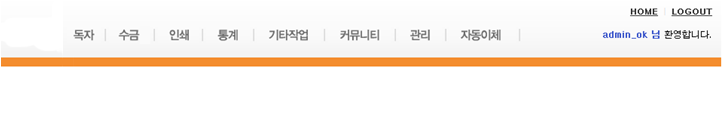 HOME | LOGOUT
독자 | 수금 | 인쇄 | 통계 | 기타작업 | 커뮤니티 | 관리 | 자동이체 |
admin_ok 님 환영합니다.